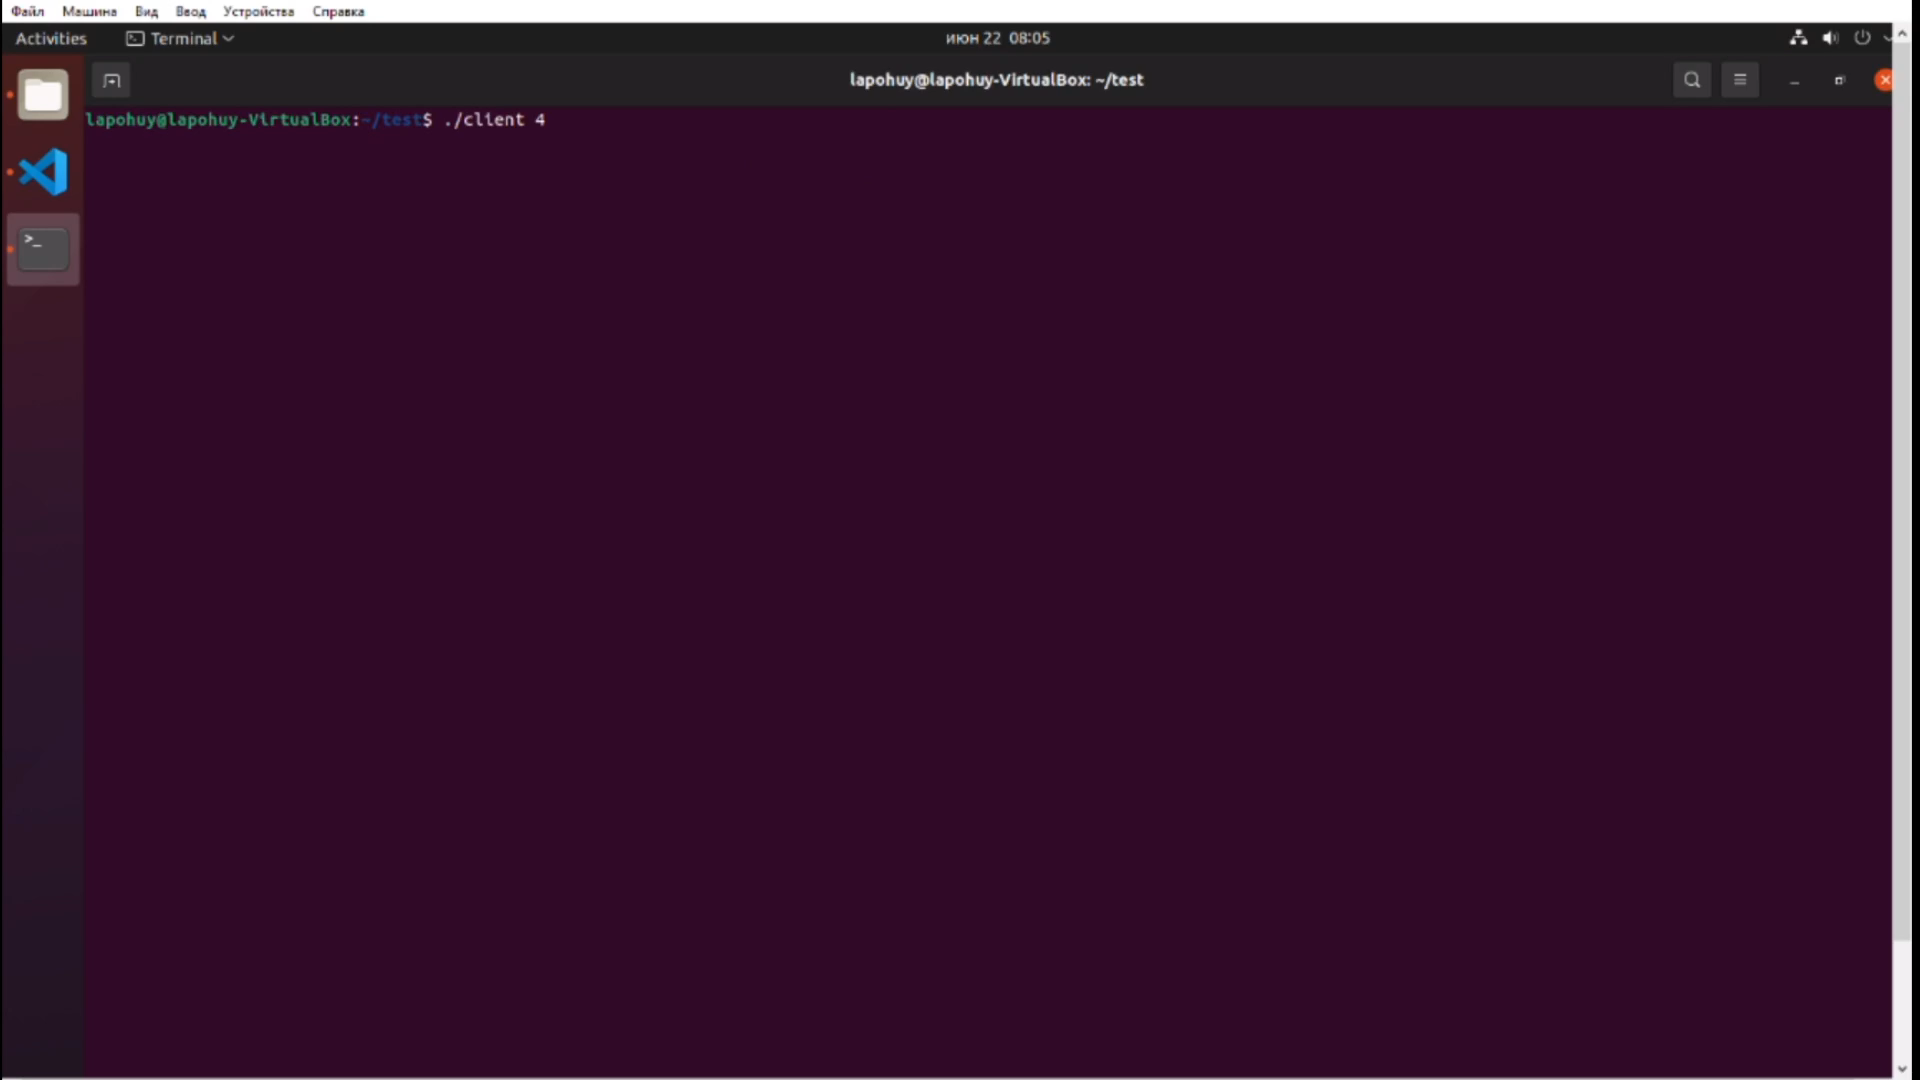 Файл Машина Вид Ввод Устройства Справка
Activities Terminal июн 22 08:05
lapohuy@lapohuy-VirtualBox: ~/test
lapohuy@lapohuy-VirtualBox:~/test$ ./client 4